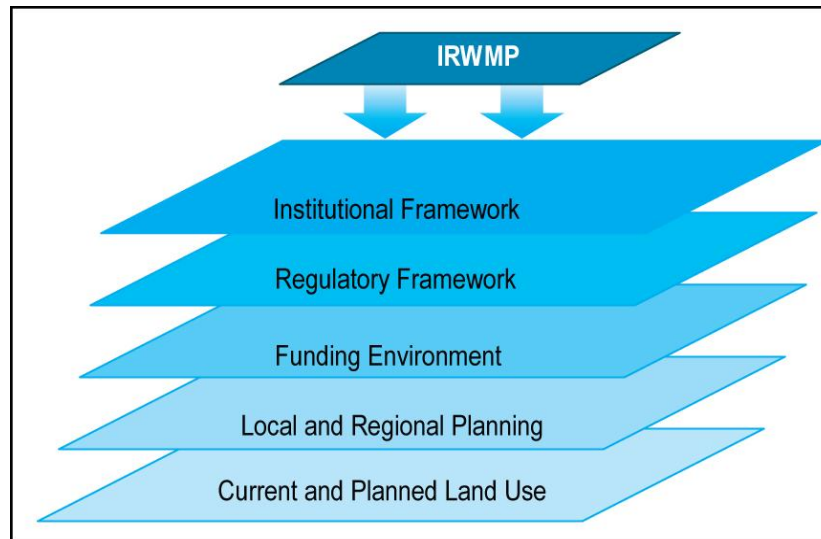 IRWMP
Institutional Framework
Regulatory Framework
Funding Environment
Local and Regional Planning
Current and Planned Land Use